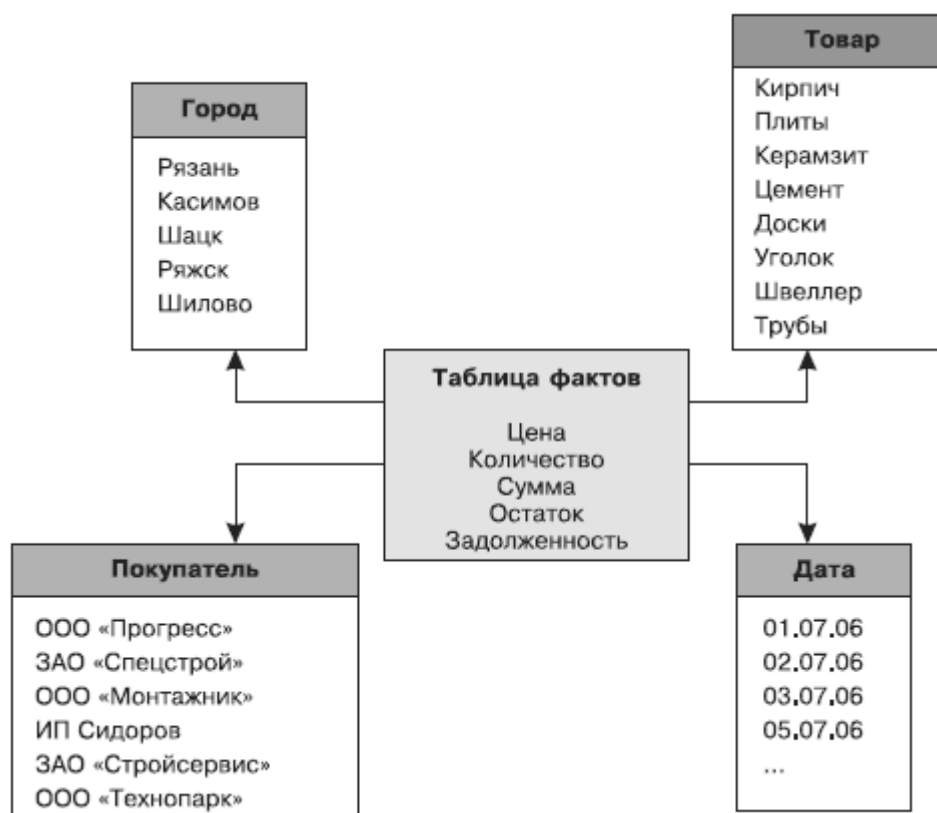 Город
Рязань
Касимов
Шацк
Ряжск
Шилово
Товар
Кирпич
Плиты
Керамзит
Цемент
Доски
Уголок
Швеллер
Трубы
Таблица фактов
Цена
Количество
Сумма
Остаток
Задолженность
Покупатель
ООО «Прогресс»
ЗАО «Спецстрой»
ООО «Монтажник»
ИП Сидоров
ЗАО «Стройсервис»
ООО «Технопарк»
Дата
01.07.06
02.07.06
03.07.06
05.07.06
...